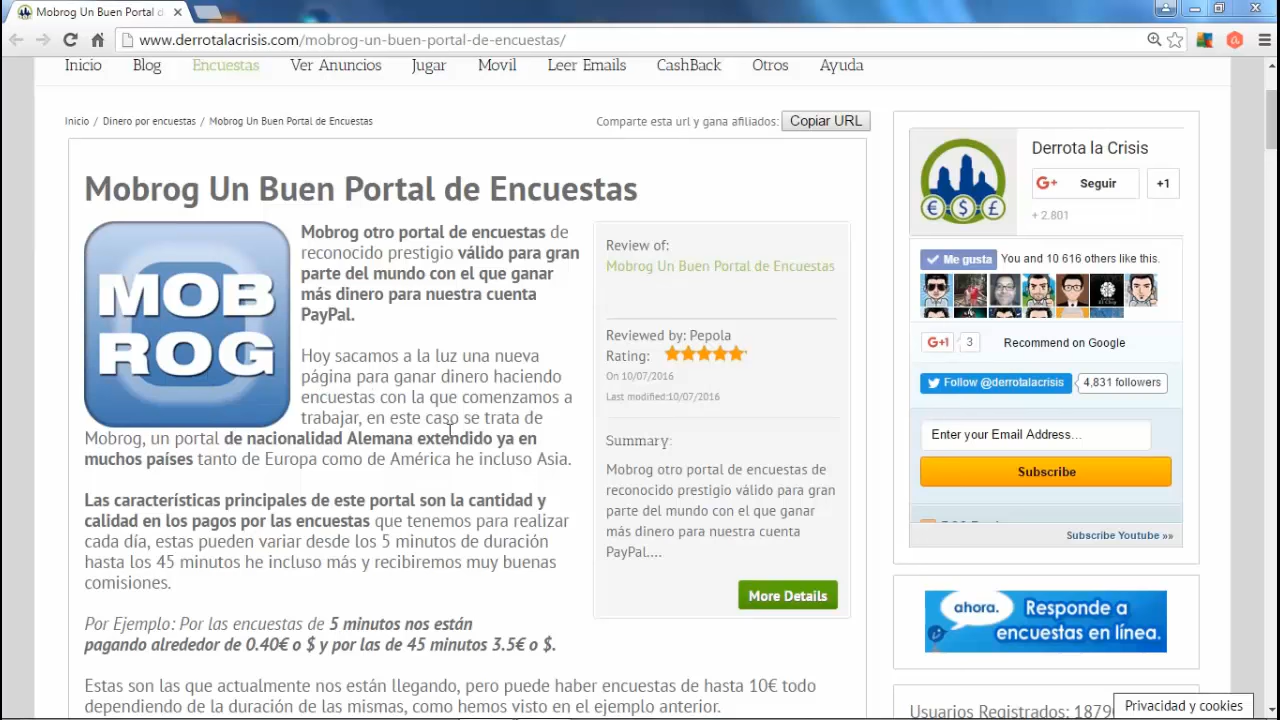 Mobrog Un Buen Portal d
www.derrotalacrisis.com/mobrog-un-buen-portal-de-encuestas/
Inicio Blog Encuestas Ver Anuncios Jugar Movil Leer Emails CashBack Otros Ayuda
Inicio / Dinero por encuestas / Mobrog Un Buen Portal de Encuestas
Comparte esta url y gana afiliados: Copiar URL
Mobrog Un Buen Portal de Encuestas
MOB
ROG
Mobrog otro portal de encuestas de
reconocido prestigio válido para gran
parte del mundo con el que ganar
más dinero para nuestra cuenta
PayPal.
Hoy sacamos a la luz una nueva
página para ganar dinero haciendo
encuestas con la que comenzamos a
trabajar, en este caso se trata de
Mobrog, un portal de nacionalidad Alemana extendido ya en
muchos países tanto de Europa como de América he incluso Asia.
Las características principales de este portal son la cantidad y
calidad en los pagos por las encuestas que tenemos para realizar
cada día, estas pueden variar desde los 5 minutos de duración
hasta los 45 minutos he incluso más y recibiremos muy buenas
comisiones.
Por Ejemplo: Por las encuestas de 5 minutos nos están
pagando alrededor de 0.40€ o $ y por las de 45 minutos 3.5€ o $.
Estas son las que actualmente nos están llegando, pero puede haber encuestas de hasta 10€ todo
dependiendo de la duración de las mismas, como hemos visto en el ejemplo anterior.
Review of:
Mobrog Un Buen Portal de Encuestas
Reviewed by: Pepola
Rating:
On 10/07/2016
Last modified:10/07/2016
Summary:
Mobrog otro portal de encuestas de
reconocido prestigio válido para gran
parte del mundo con el que ganar
más dinero para nuestra cuenta
PayPal....
More Details
Derrota la Crisis
G+ Seguir +1
+ 2.801
€ $ £
Me gusta You and 10 616 others like this.
G+1 3 Recommend on Google
Follow @derrotalacrisis 4,831 followers
Enter your Email Address...
Subscribe
Subscribe Youtube »»
ahora. Responde a
encuestas en línea.
Usuarios Registrados: 1879
Privacidad y cookies